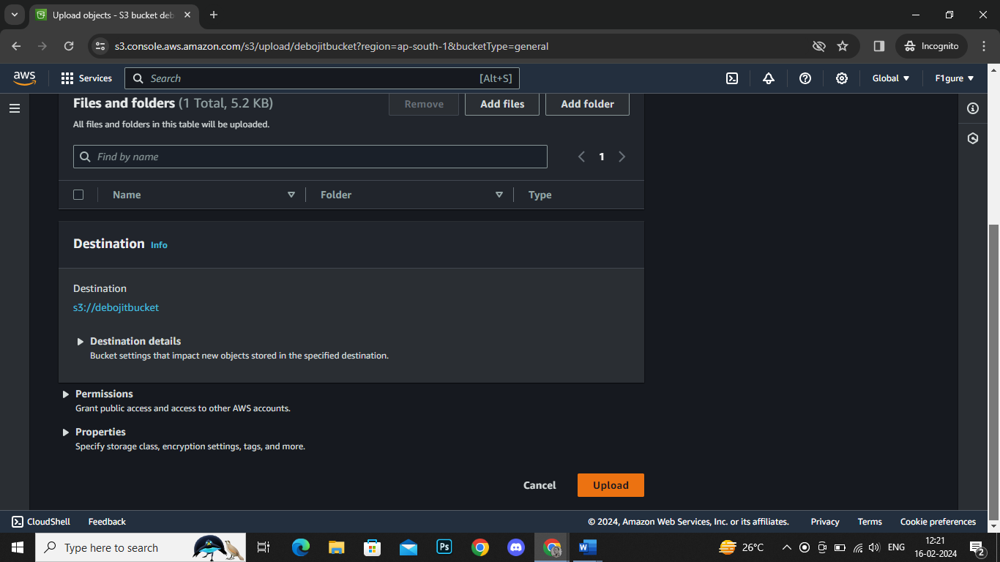 Upload objects - S3 bucket deb
s3.console.aws.amazon.com/s3/upload/debojitbucket?region=ap-south-1&bucketType=general
Incognito
aws
Services
Search
[Alt+S]
Global
F1gure
Files and folders (1 Total, 5.2 KB)
Remove
Add files
Add folder
All files and folders in this table will be uploaded.
Find by name
1
Name
Folder
Type
Destination Info
Destination
s3://debojitbucket
Destination details
Bucket settings that impact new objects stored in the specified destination.
Permissions
Grant public access and access to other AWS accounts.
Properties
Specify storage class, encryption settings, tags, and more.
Cancel
Upload
CloudShell
Feedback
© 2024, Amazon Web Services, Inc. or its affiliates.
Privacy
Terms
Cookie preferences
Type here to search
Ps
W
26°C
ENG
12:21
16-02-2024
2